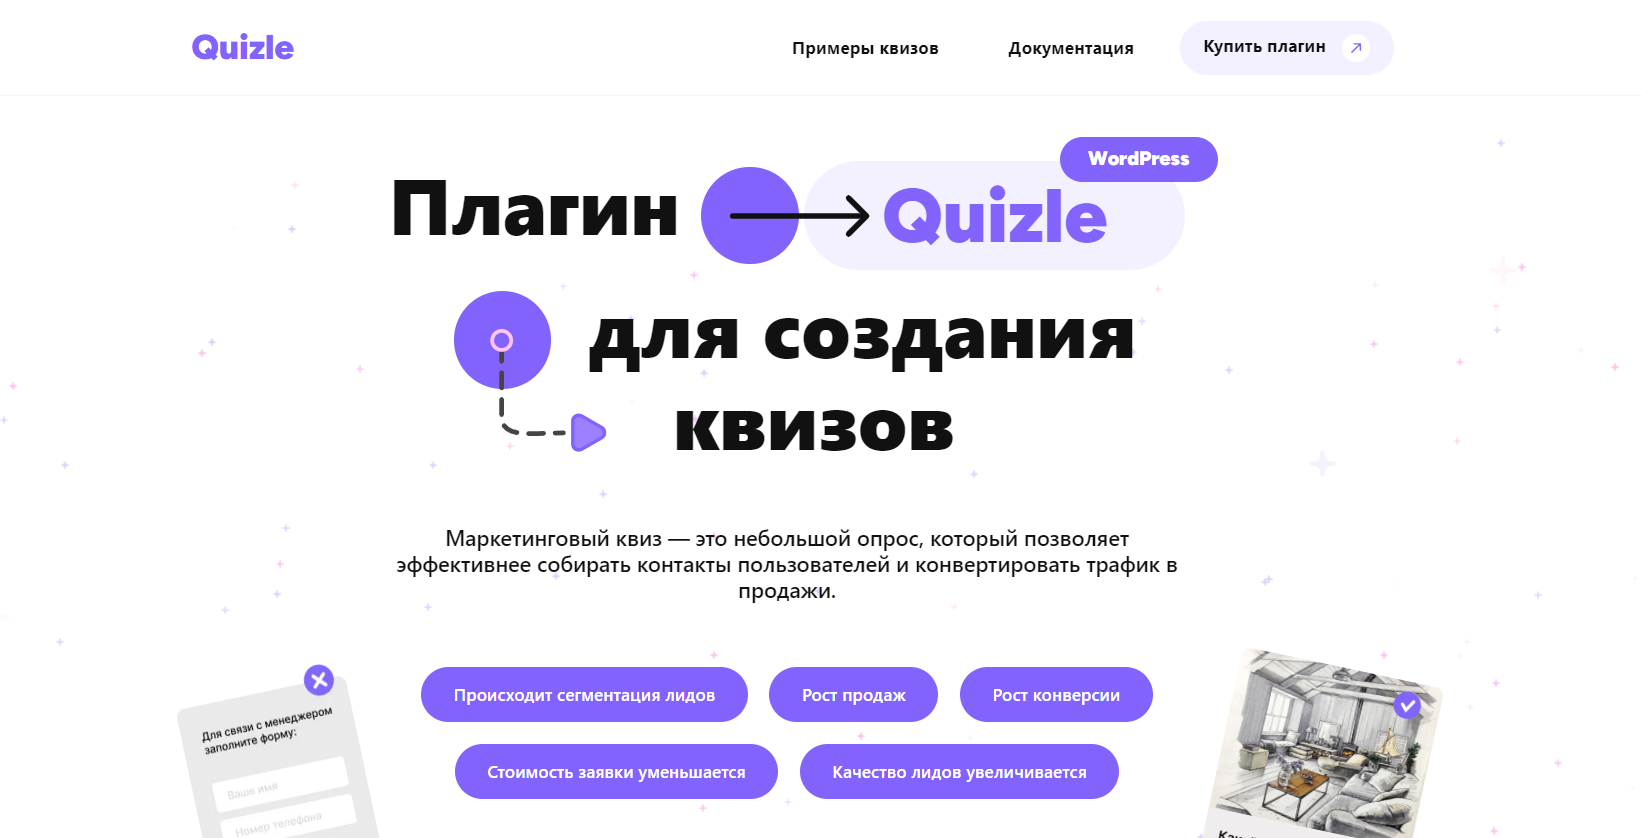 Quizle
Примеры квизов
Документация
Купить плагин
WordPress
Плагин
Quizle
для создания
квизов
Маркетинговый квиз — это небольшой опрос, который позволяет
эффективнее собирать контакты пользователей и конвертировать трафик в
продажи.
Происходит сегментация лидов
Рост продаж
Рост конверсии
Стоимость заявки уменьшается
Качество лидов увеличивается
Для связи с менеджером
заполните форму:
Ваше имя
Номер телефона